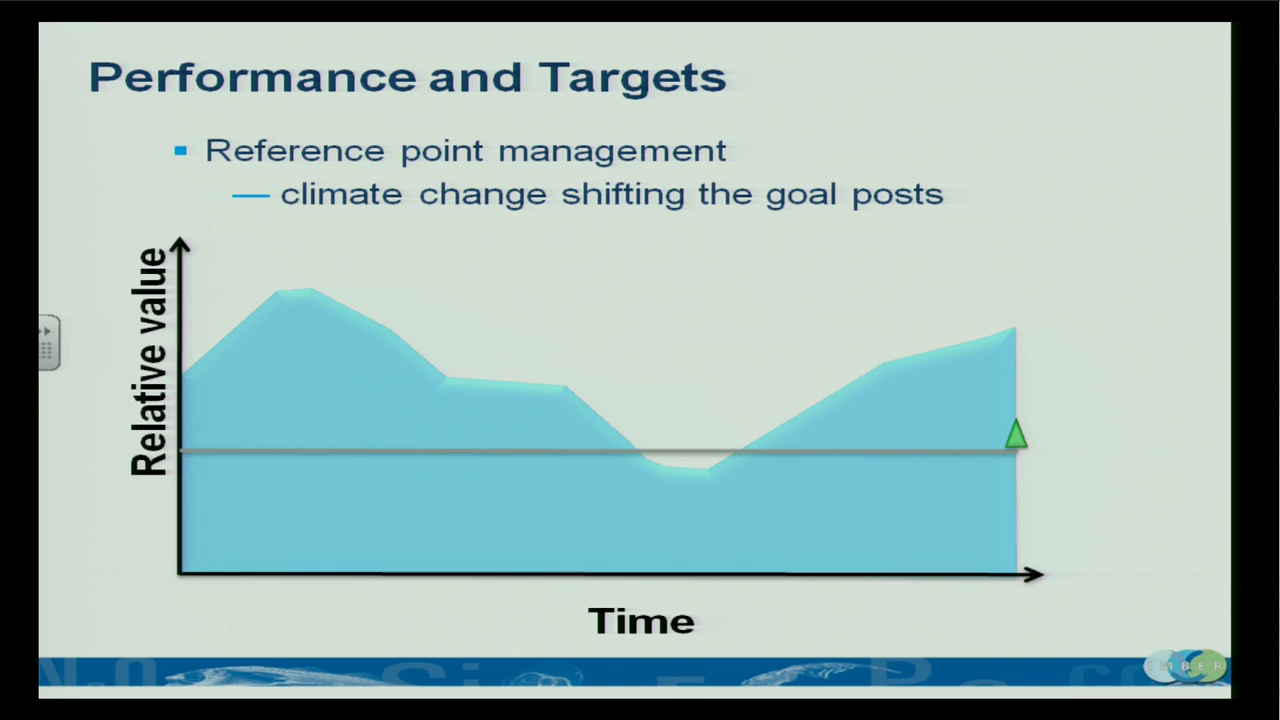 Performance and Targets
Reference point management
— climate change shifting the goal posts
Relative value
Time
IMBER